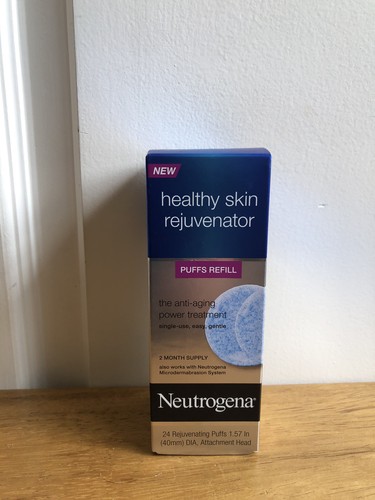 NEW
healthy skin
rejuvenator
PUFFS REFILL
the anti-aging
power treatment
single-use, easy, gentle
2 MONTH SUPPLY
also works with Neutrogena
Microdermabrasion System
Neutrogena®
24 Rejuvenating Puffs 1.57 In
(40mm) DIA, Attachment Head